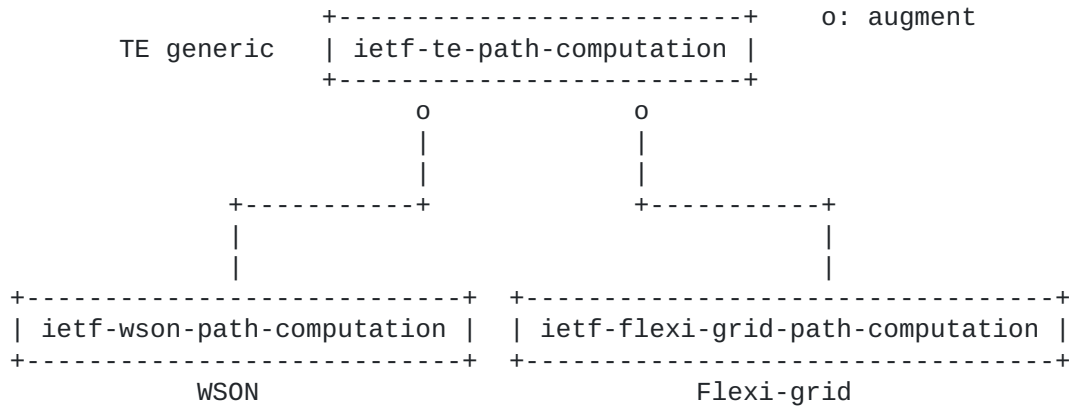 o: augment
TE generic | ietf-te-path-computation |
o o
| ietf-wson-path-computation | | ietf-flexi-grid-path-computation |
WSON Flexi-grid